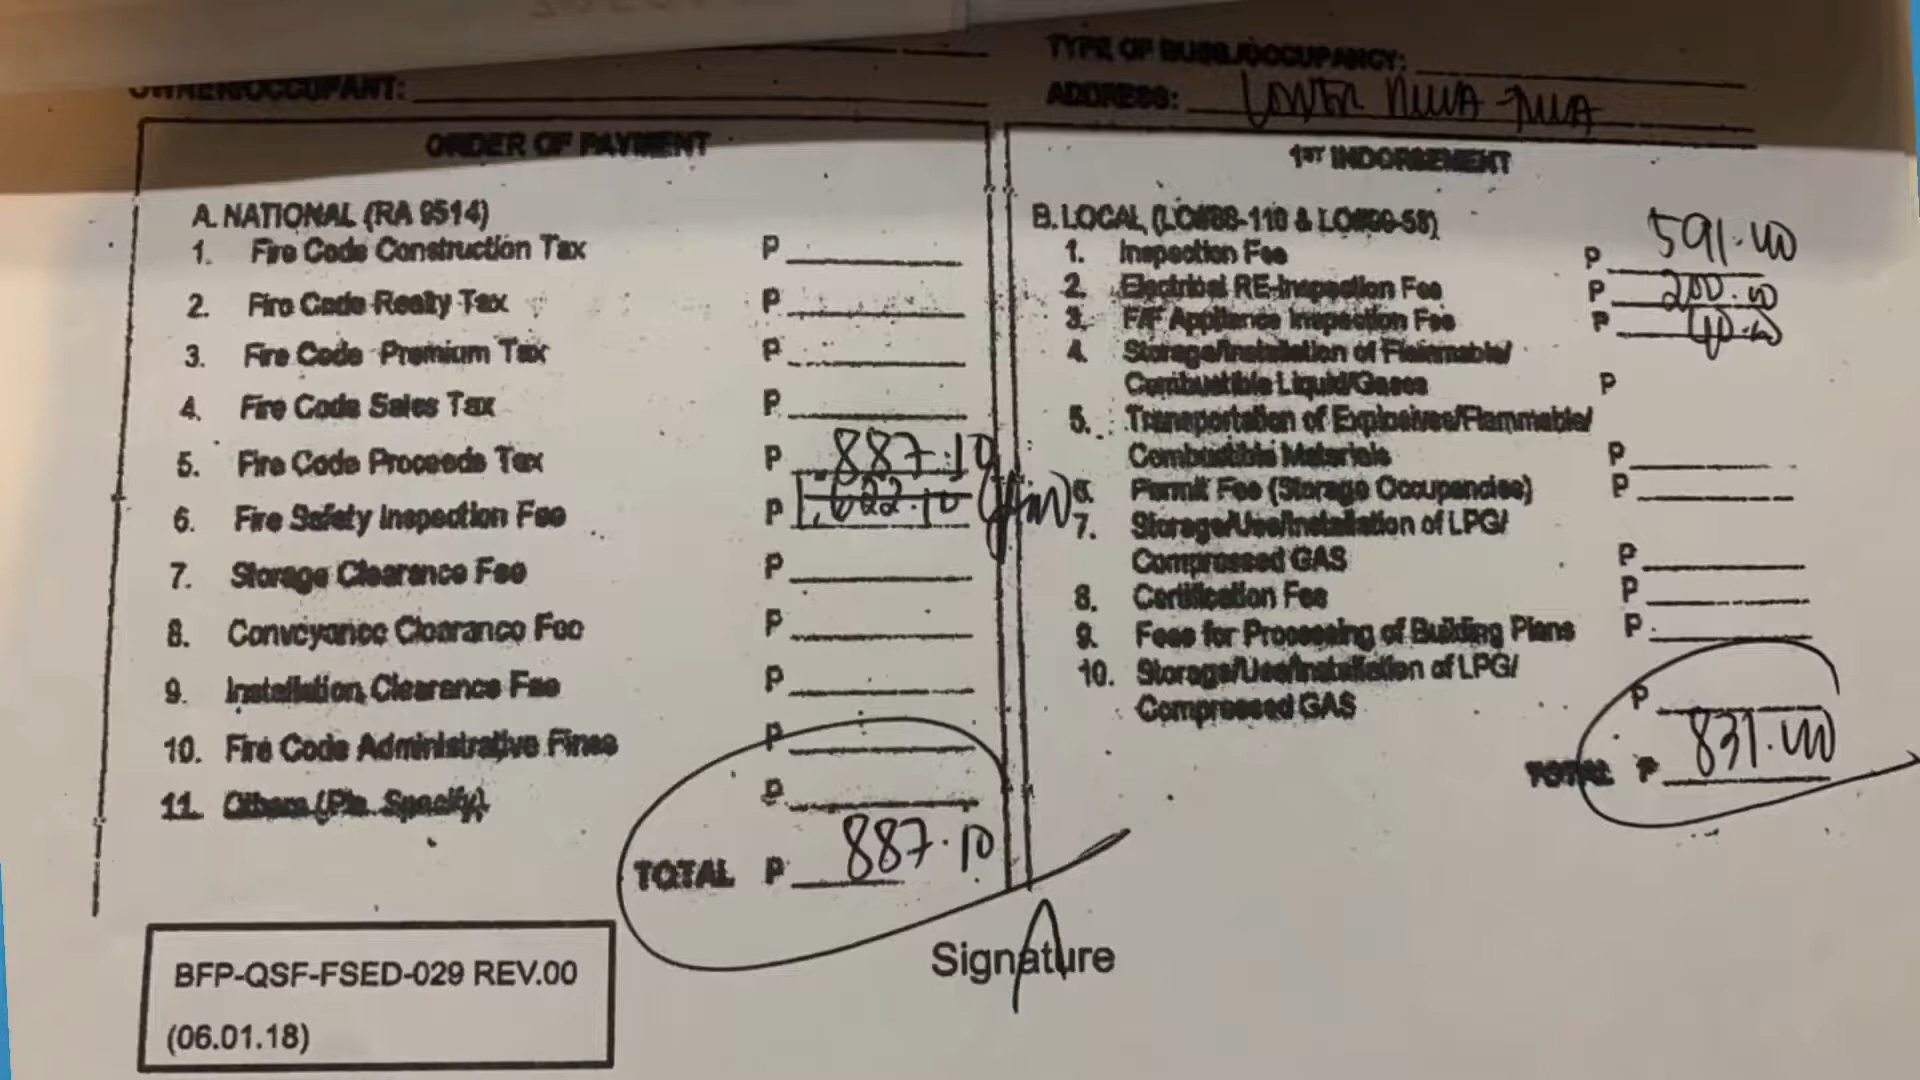 TYPE OF BUSS./OCCUPANCY:
OWNER/OCCUPANT:
ADDRESS: LOWER
ORDER OF PAYMENT
A. NATIONAL (RA 9514)
1. Fire Code Construction Tax P
2. Fire Code Realty Tax P
3. Fire Code Premium Tax P
4. Fire Code Sales Tax P
5. Fire Code Proceeds Tax P 887.10
6. Fire Safety Inspection Fee P
7. Storage Clearance Fee P
8. Conveyance Clearance Fee P
9. Installation Clearance Fee P
10. Fire Code Administrative Fines P
11. Others (Pls. Specify) P
TOTAL P 887.10
1ST INDORSEMENT
B. LOCAL
1. Inspection Fee P 591.00
2. Electrical RE-Inspection Fee P 200.00
3. F/F Appliance Inspection Fee P 40.00
4. Storage/Installation of Flammable/
Combustible Liquid/Gases P
5. Transportation of Explosives/Flammable/
Combustible Materials P
6. Permit Fee (Storage Occupancies) P
7. Storage/Use/Installation of LPG/
Compressed GAS P
8. Certification Fee P
9. Fees for Processing of Building Plans P
10. Storage/Use/Installation of LPG/
Compressed GAS P
TOTAL P 831.00
Signature
BFP-QSF-FSED-029 REV.00
(06.01.18)